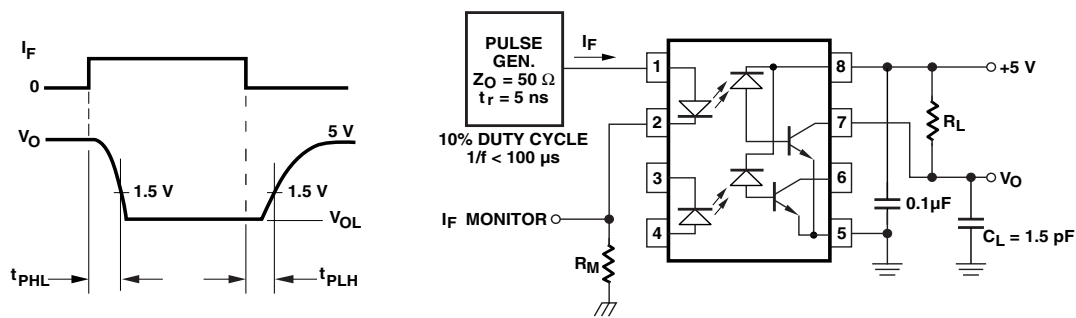 I_F
0
V_O
5 V
1.5 V
1.5 V
V_OL
t_PHL
t_PLH
PULSE
GEN.
Z_O = 50 Ω
t_r = 5 ns
10% DUTY CYCLE
1/f < 100 µs
I_F
I_F MONITOR
R_M
1
2
3
4
8
7
6
5
+5 V
R_L
V_O
0.1µF
C_L = 1.5 pF